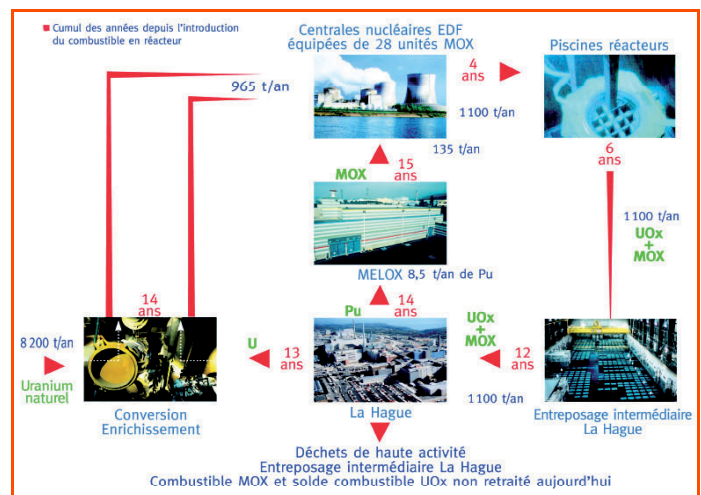 Cumul des années depuis l'introduction
du combustible en réacteur
Centrales nucléaires EDF
équipées de 28 unités MOX
Piscines réacteurs
965 t/an
4
ans
1100 t/an
135 t/an
6
ans
MOX
15
ans
1100 t/an
UOx
+
MOX
MELOX 8,5 t/an de Pu
14
ans
Pu
14
ans
UOx
+
MOX
8 200 t/an
U
13
ans
12
ans
Uranium
naturel
1100 t/an
Conversion
Enrichissement
La Hague
Entreposage intermédiaire
La Hague
Déchets de haute activité
Entreposage intermédiaire La Hague
Combustible MOX et solde combustible UOx non retraité aujourd'hui